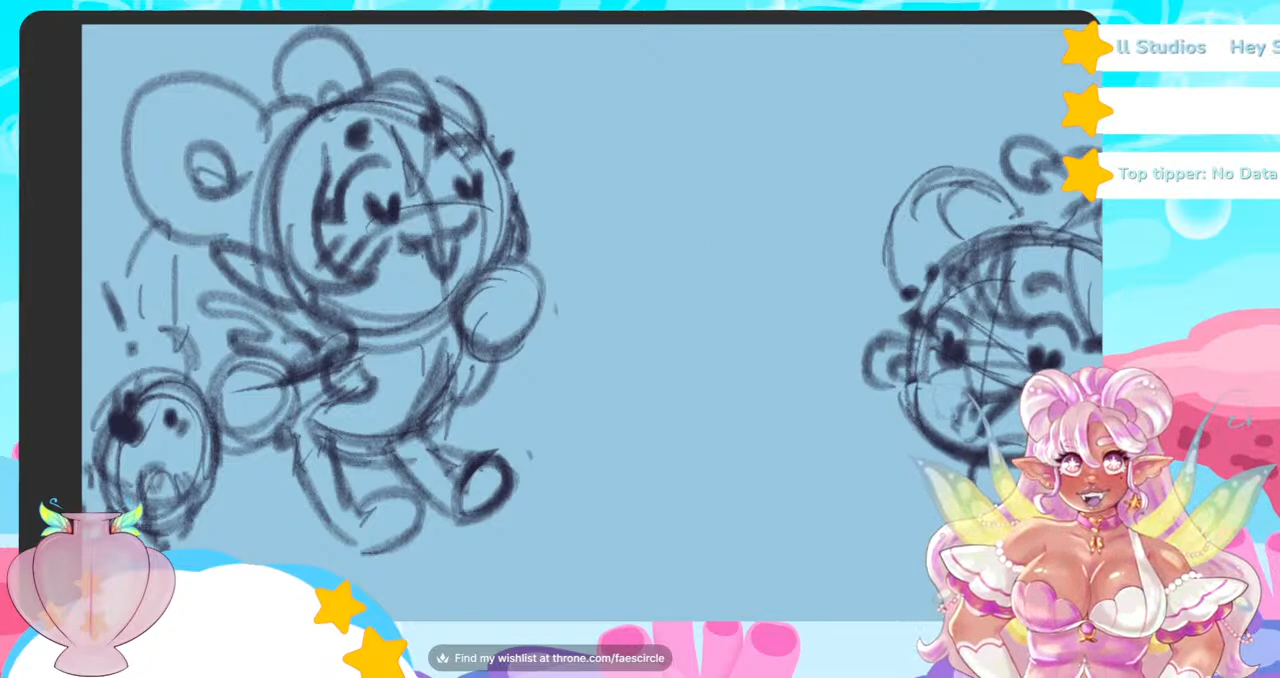 ll Studios Hey S
Top tipper: No Data
Find my wishlist at throne.com/faescircle